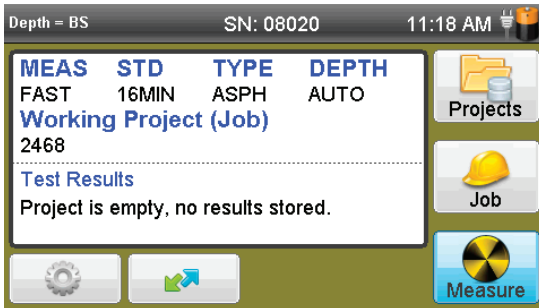 Depth = BS SN: 08020 11:18 AM
MEAS STD TYPE DEPTH
FAST 16MIN ASPH AUTO
Working Project (Job)
2468
Test Results
Project is empty, no results stored.
Projects
Job
Measure